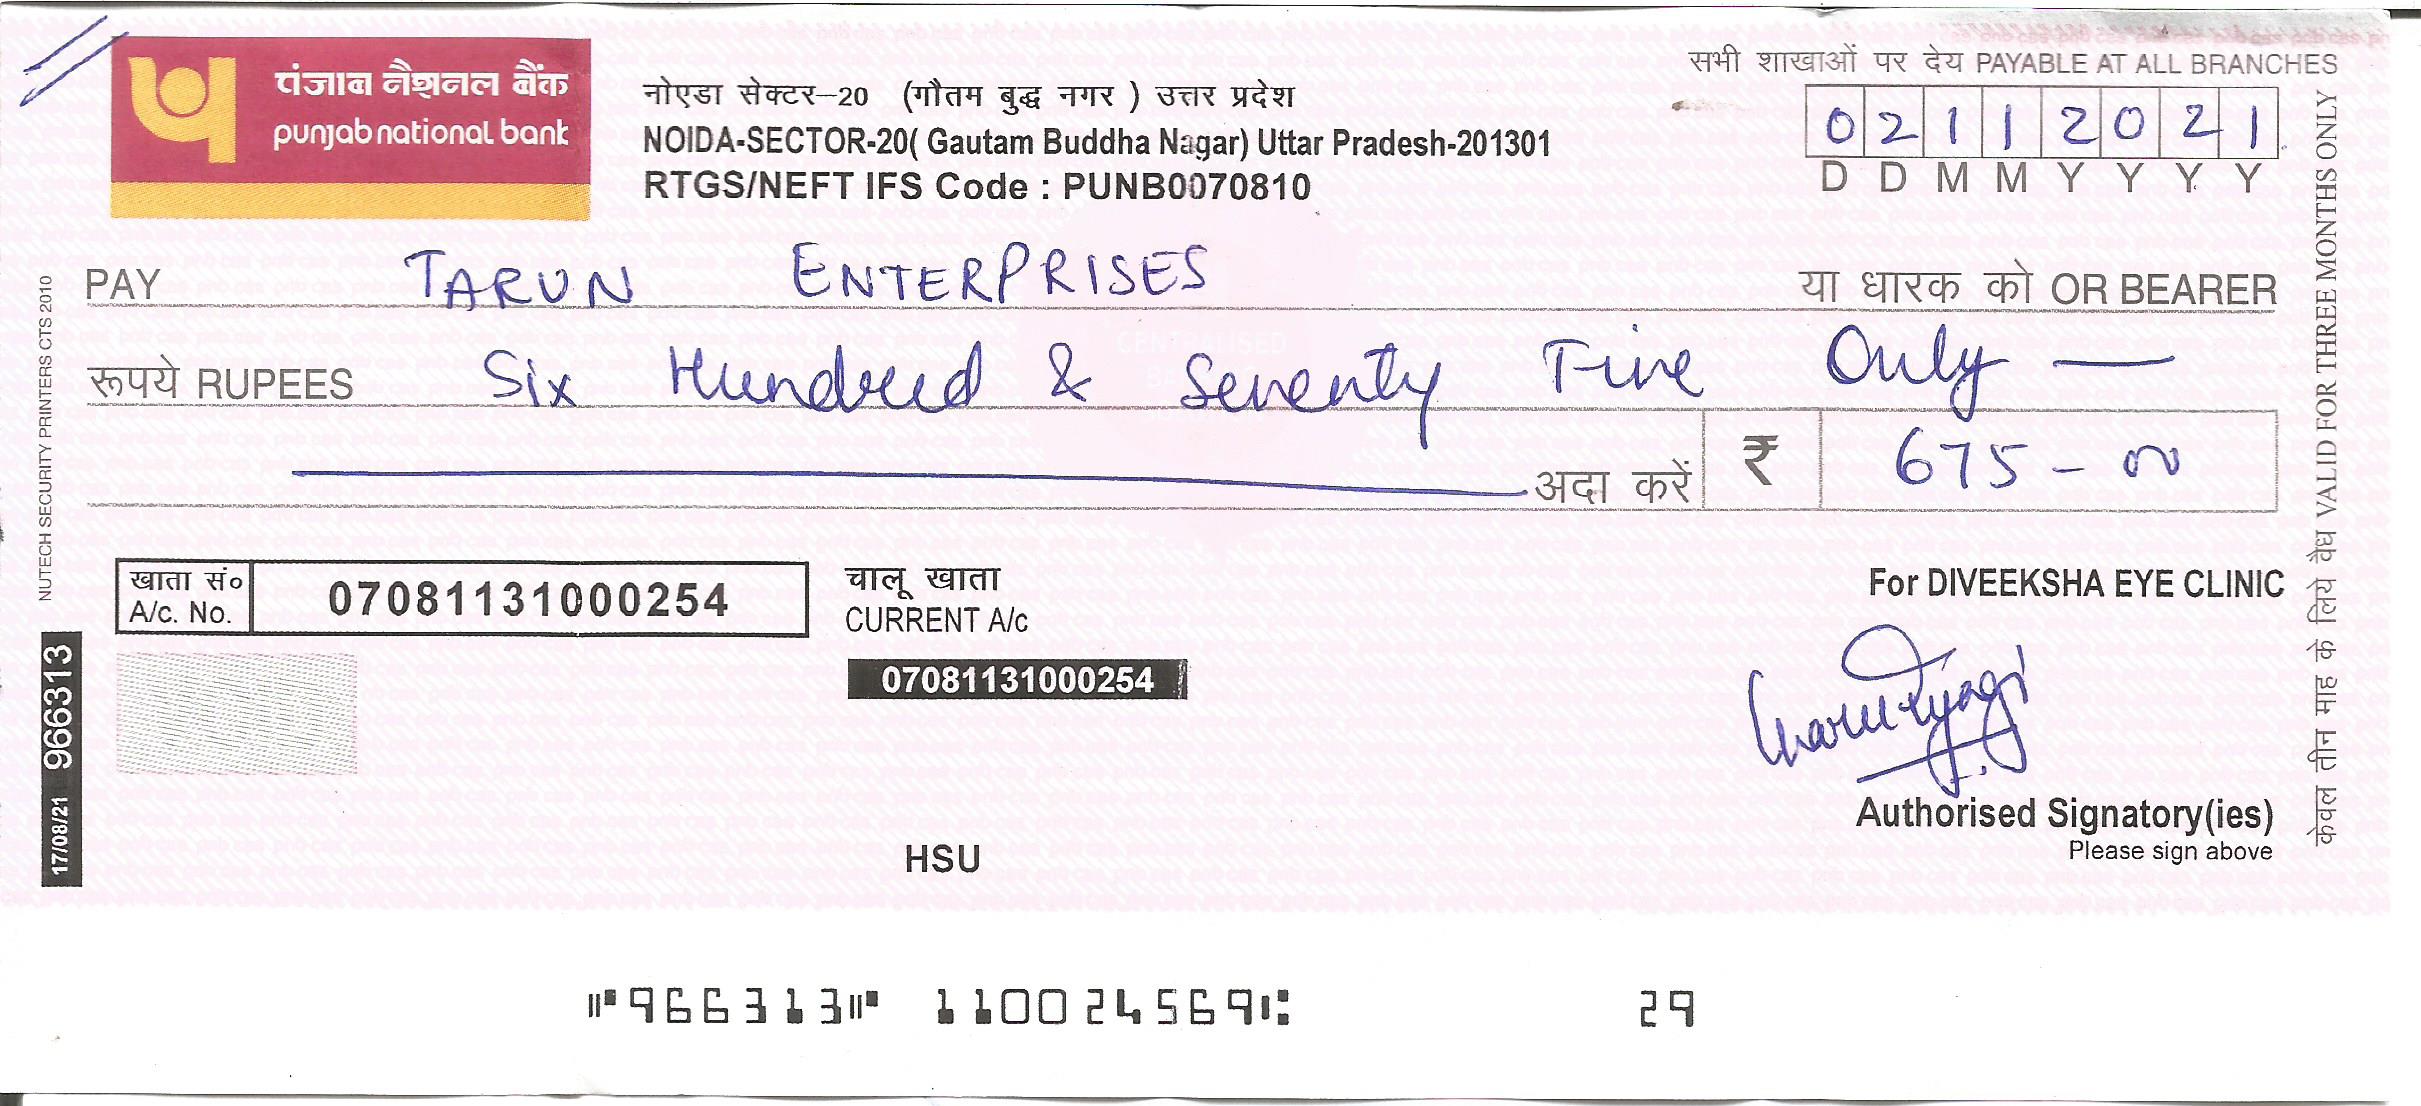 पंजाब नैशनल बैंक
punjab national bank
नोएडा सेक्टर–20 (गौतम बुद्ध नगर ) उत्तर प्रदेश
NOIDA-SECTOR-20( Gautam Buddha Nagar) Uttar Pradesh-201301
RTGS/NEFT IFS Code : PUNB0070810
सभी शाखाओं पर देय PAYABLE AT ALL BRANCHES
0 2 1 1 2 0 2 1
D D M M Y Y Y Y
PAY TARUN ENTERPRISES या धारक को OR BEARER
रूपये RUPEES Six Hundred & Seventy Five Only —
अदा करें ₹ 675 - 00
खाता सं० A/c. No. 07081131000254
चालू खाता
CURRENT A/c
07081131000254
For DIVEEKSHA EYE CLINIC
Authorised Signatory(ies)
Please sign above
HSU
NUTECH SECURITY PRINTERS CTS 2010
17/08/21 966313
केवल तीन माह के लिये वैध VALID FOR THREE MONTHS ONLY
⑈966313⑈ 110024569⑆ 29